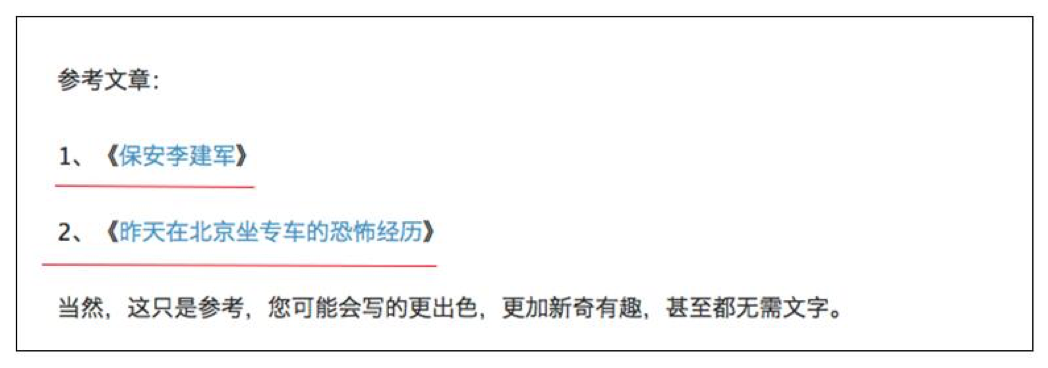 参考文章：
1、《保安李建军》
2、《昨天在北京坐专车的恐怖经历》
当然，这只是参考，您可能会写的更出色，更加新奇有趣，甚至都无需文字。